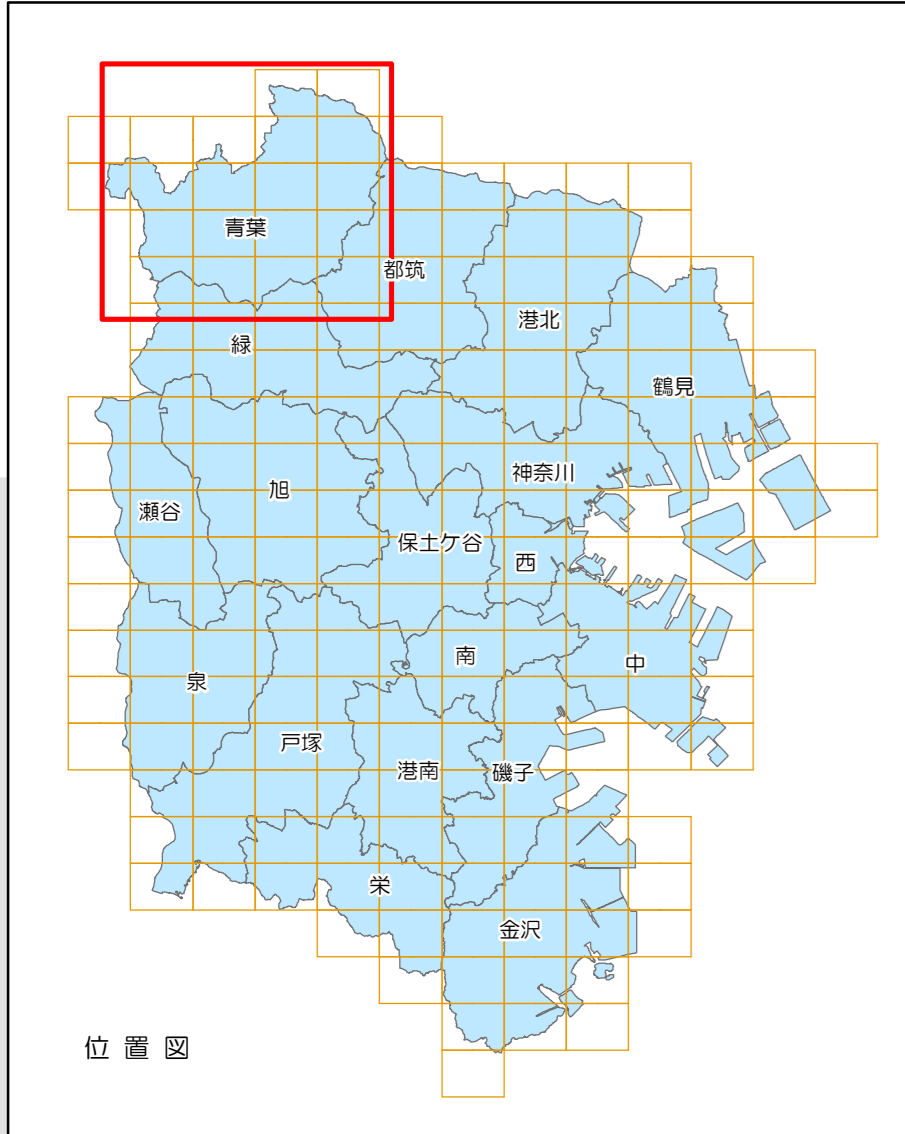 青葉
都筑
港北
緑
鶴見
神奈川
旭
瀬谷
保土ケ谷
西
南
中
泉
戸塚
港南
磯子
栄
金沢
位置図